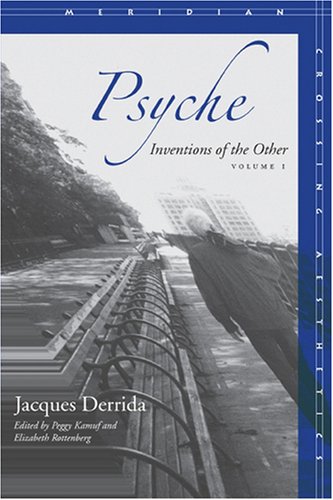 MERIDIAN
CROSSING AESTHETICS
Psyche
Inventions of the Other
VOLUME I
Jacques Derrida
Edited by Peggy Kamuf and
Elizabeth Rottenberg